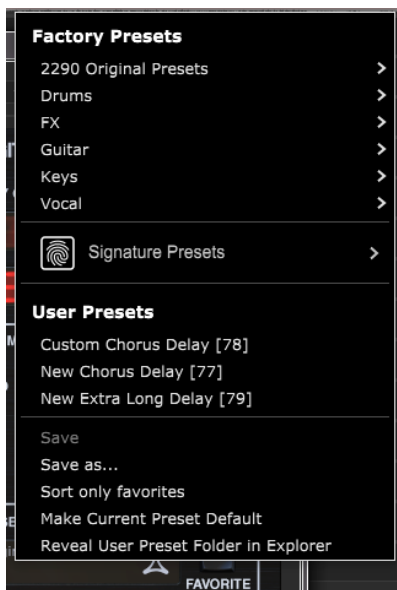 Factory Presets
2290 Original Presets
Drums
FX
Guitar
Keys
Vocal
Signature Presets
User Presets
Custom Chorus Delay [78]
New Chorus Delay [77]
New Extra Long Delay [79]
Save
Save as...
Sort only favorites
Make Current Preset Default
Reveal User Preset Folder in Explorer
FAVORITE